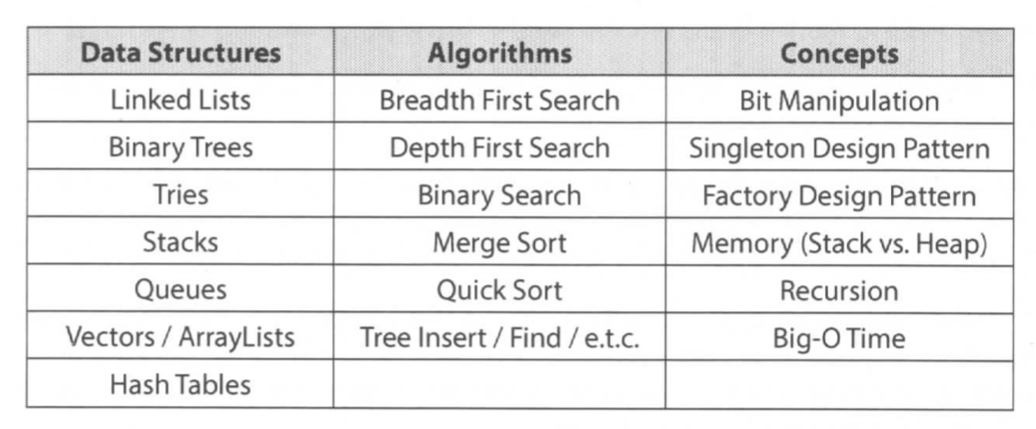 Data Structures Algorithms Concepts
Linked Lists Breadth First Search Bit Manipulation
Binary Trees Depth First Search Singleton Design Pattern
Tries Binary Search Factory Design Pattern
Stacks Merge Sort Memory (Stack vs. Heap)
Queues Quick Sort Recursion
Vectors / ArrayLists Tree Insert / Find / e.t.c. Big-O Time
Hash Tables